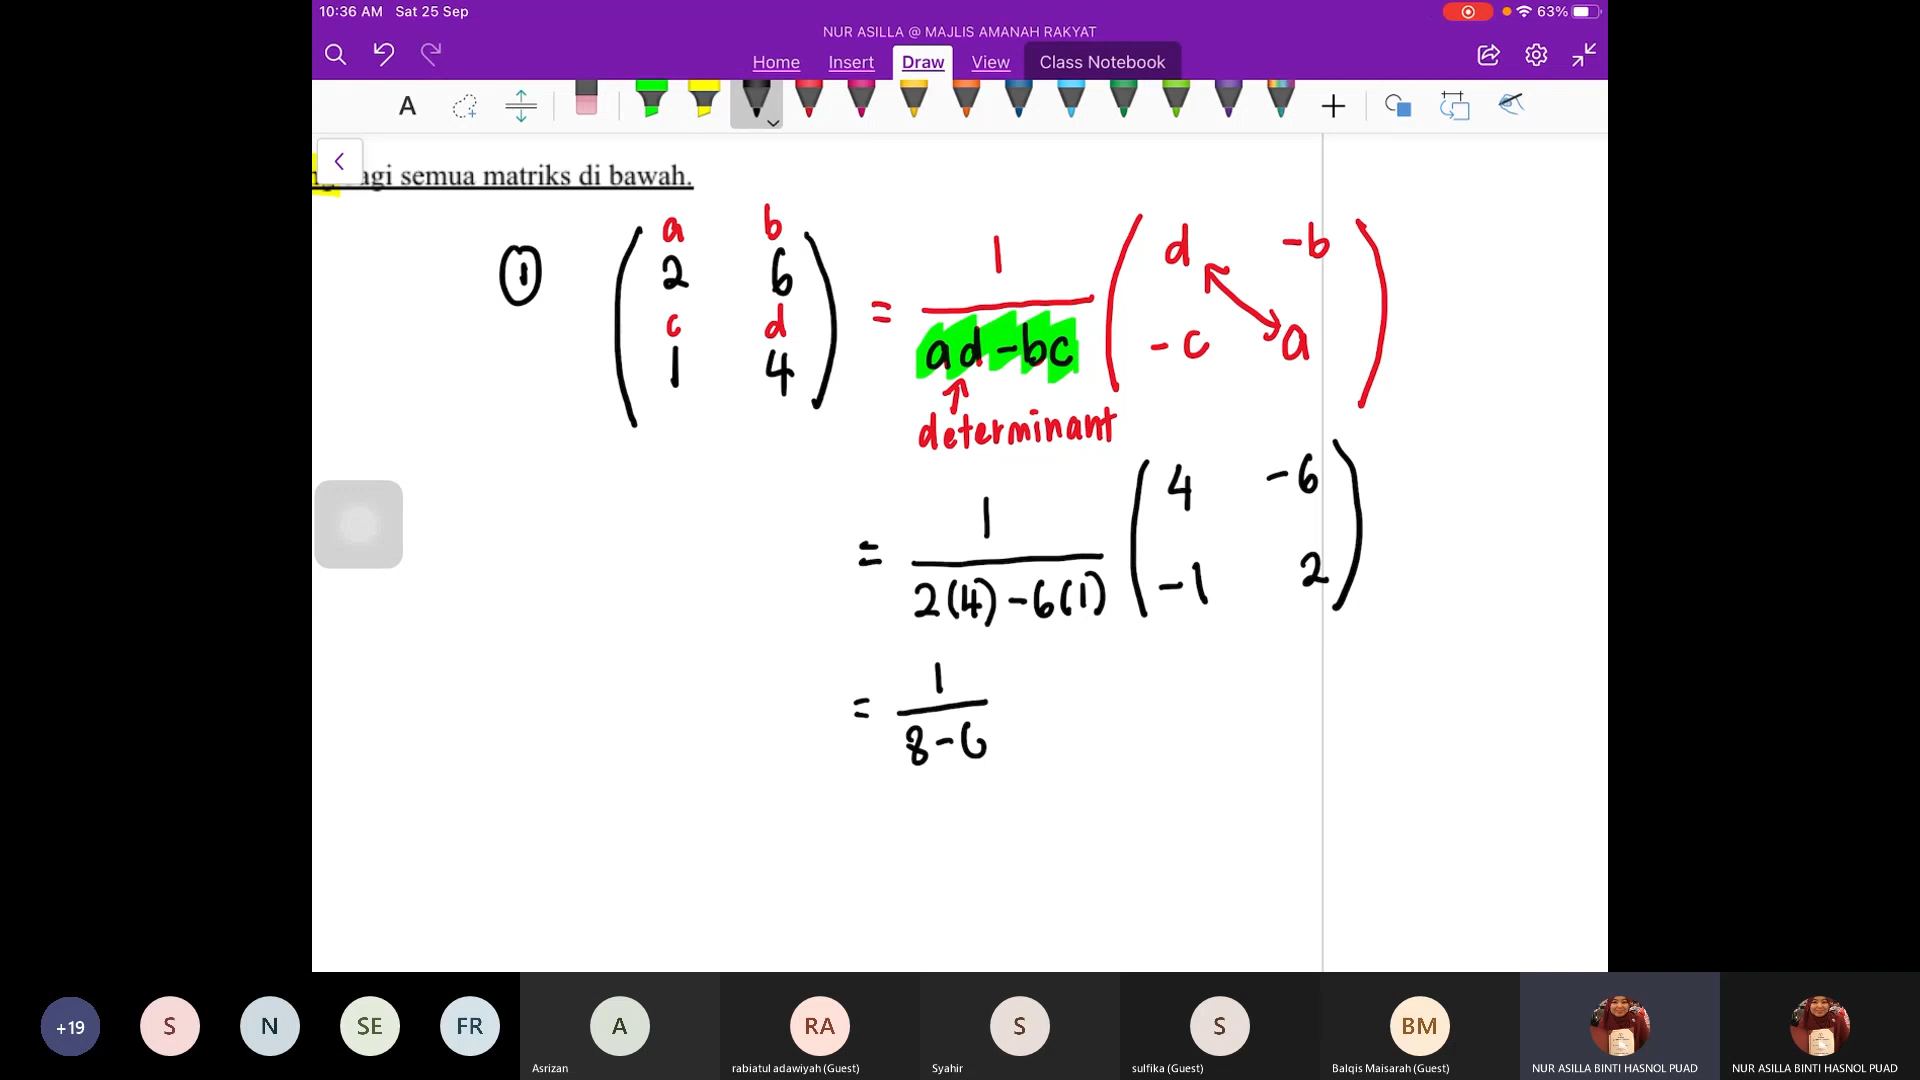 10:36 AM Sat 25 Sep
63%
NUR ASILLA @ MAJLIS AMANAH RAKYAT
Home Insert Draw View Class Notebook
A
agi semua matriks di bawah.
a b
① 2 6
c d
1 4
= 1
ad-bc
d -b
-c a
determinant
= 1
2(4)-6(1)
4 -6
-1 2
= 1
8-6
+19 S N SE FR A RA S S BM
Asrizan rabiatul adawiyah (Guest) Syahir sulfika (Guest) Balqis Maisarah (Guest) NUR ASILLA BINTI HASNOL PUAD NUR ASILLA BINTI HASNOL PUAD